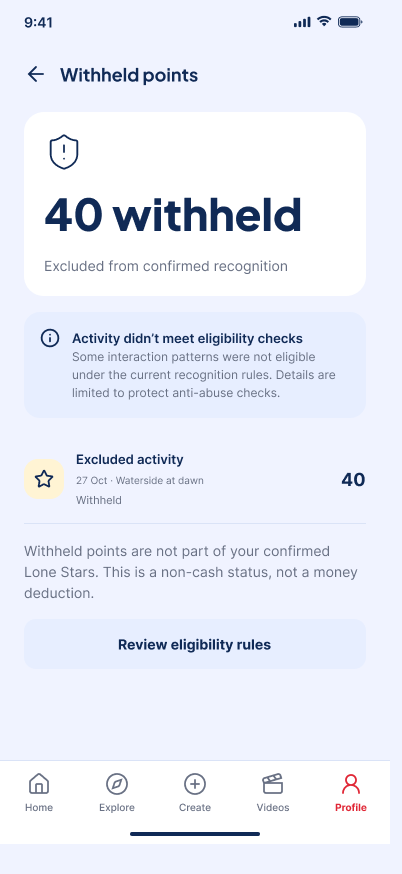 9:41
Withheld points
40 withheld
Excluded from confirmed recognition
Activity didn't meet eligibility checks
Some interaction patterns were not eligible
under the current recognition rules. Details are
limited to protect anti-abuse checks.
Excluded activity
27 Oct · Waterside at dawn
Withheld
40
Withheld points are not part of your confirmed
Lone Stars. This is a non-cash status, not a money
deduction.
Review eligibility rules
Home
Explore
Create
Videos
Profile